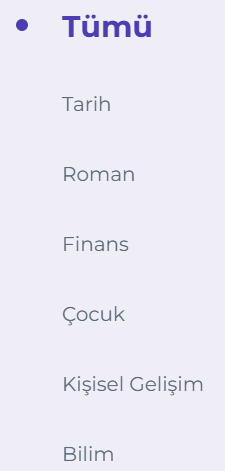 Tümü
Tarih
Roman
Finans
Çocuk
Kişisel Gelişim
Bilim